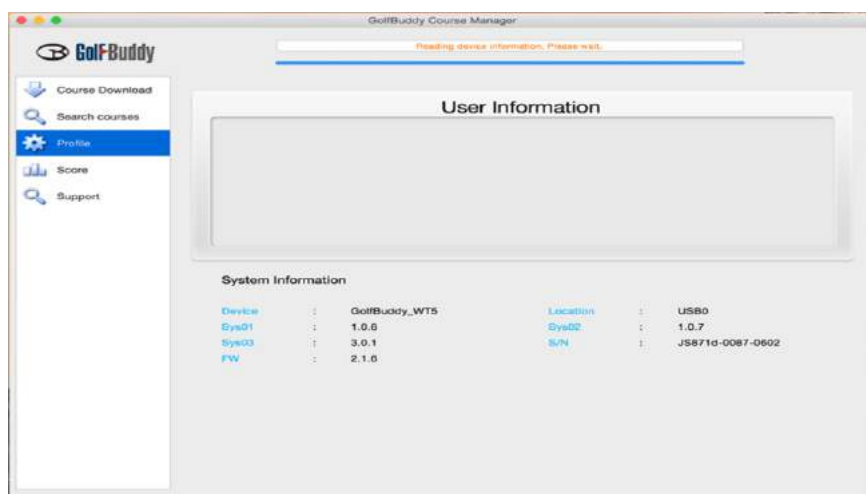 GolfBuddy Course Manager
GolfBuddy
Reading device information. Please wait.
Course Download
Search courses
Profile
Score
Support
User Information
System Information
Device : GolfBuddy_WT5 Location : USB0
Sys01 : 1.0.6 Sys02 : 1.0.7
Sys03 : 3.0.1 S/N : JS871d-0087-0602
FW : 2.1.6